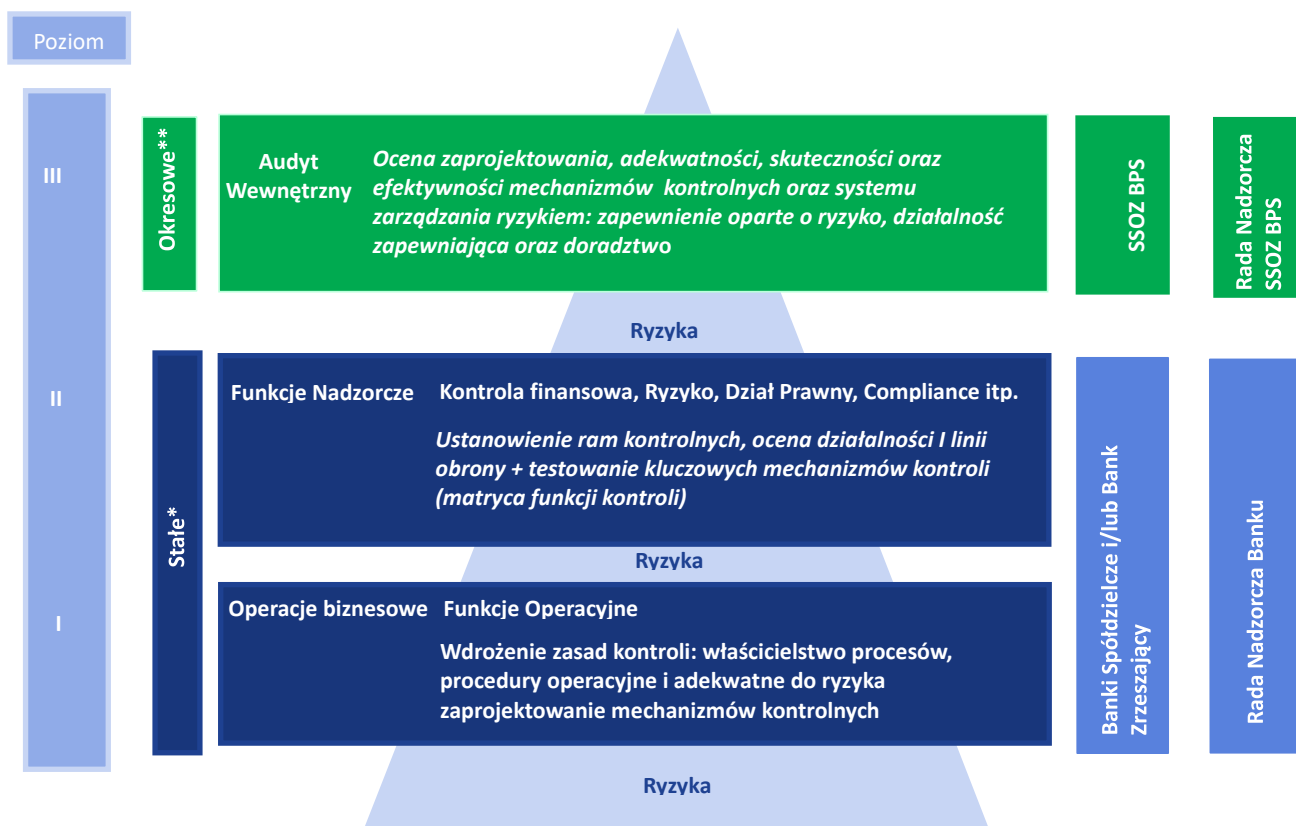 Poziom
III
Okresowe**
Audyt
Wewnętrzny
Ocena zaprojektowania, adekwatności, skuteczności oraz
efektywności mechanizmów kontrolnych oraz systemu
zarządzania ryzykiem: zapewnienie oparte o ryzyko, działalność
zapewniająca oraz doradztwo
SSOZ BPS
Rada Nadzorcza
SSOZ BPS
Ryzyka
II
Stałe*
Funkcje Nadzorcze
Kontrola finansowa, Ryzyko, Dział Prawny, Compliance itp.
Ustanowienie ram kontrolnych, ocena działalności I linii
obrony + testowanie kluczowych mechanizmów kontroli
(matryca funkcji kontroli)
Ryzyka
I
Operacje biznesowe
Funkcje Operacyjne
Wdrożenie zasad kontroli: właścicielstwo procesów,
procedury operacyjne i adekwatne do ryzyka
zaprojektowanie mechanizmów kontrolnych
Banki Spółdzielcze i/lub Bank
Zrzeszający
Rada Nadzorcza Banku
Ryzyka